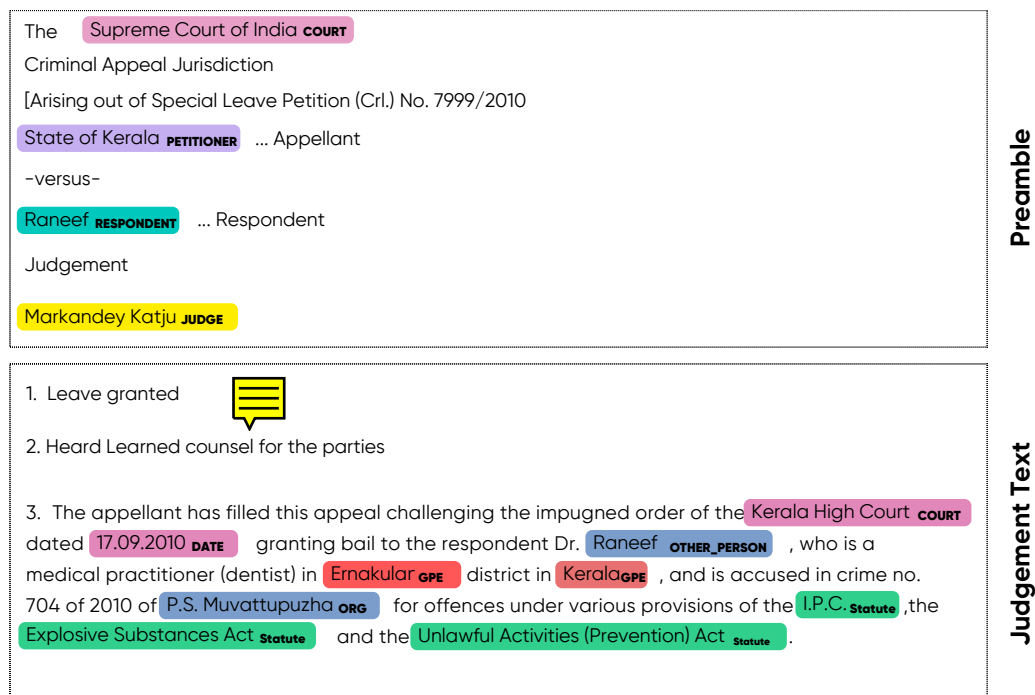 The Supreme Court of India COURT
Criminal Appeal Jurisdiction
[Arising out of Special Leave Petition (Crl.) No. 7999/2010
State of Kerala PETITIONER ... Appellant
-versus-
Raneef RESPONDENT ... Respondent
Judgement
Markandey Katju JUDGE
Preamble
1. Leave granted
2. Heard Learned counsel for the parties
3. The appellant has filled this appeal challenging the impugned order of the Kerala High Court COURT
dated 17.09.2010 DATE granting bail to the respondent Dr. Raneef OTHER_PERSON , who is a
medical practitioner (dentist) in Ernakular GPE district in Kerala GPE , and is accused in crime no.
704 of 2010 of P.S. Muvattupuzha ORG for offences under various provisions of the I.P.C. Statute ,the
Explosive Substances Act Statute and the Unlawful Activities (Prevention) Act Statute .
Judgement Text